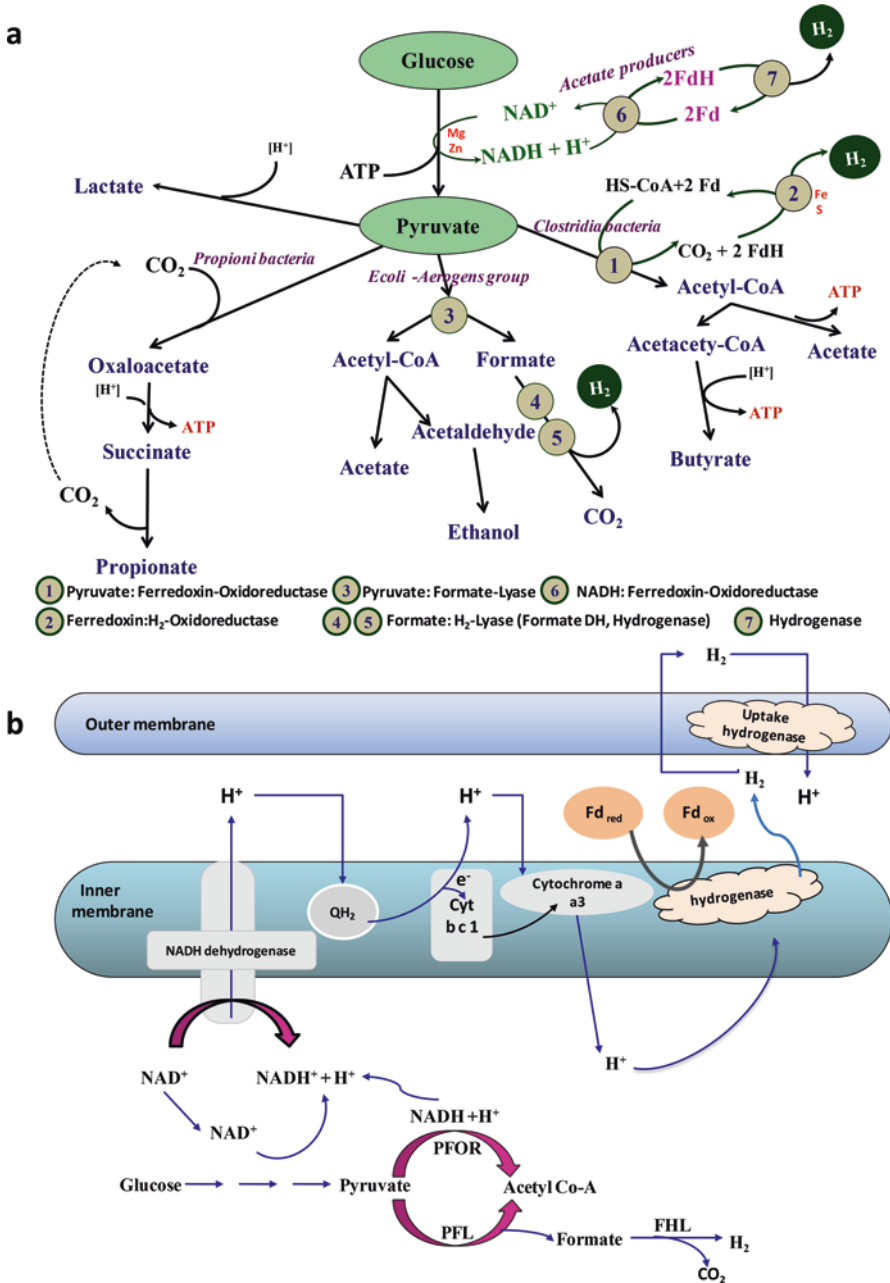 a
Glucose
Acetate producers
H2
7
2FdH
6
2Fd
NAD+
Mg
Zn
NADH + H+
ATP
[H+]
Lactate
HS-CoA+2 Fd
H2
2
Fe
S
Pyruvate
Clostridia bacteria
CO2 + 2 FdH
1
CO2
Propioni bacteria
Ecoli -Aerogens group
3
Acetyl-CoA
ATP
Oxaloacetate
Acetyl-CoA
Formate
H2
Acetacety-CoA
Acetate
[H+]
ATP
4
5
[H+]
ATP
Succinate
Acetaldehyde
Acetate
Butyrate
CO2
Ethanol
CO2
Propionate
1 Pyruvate: Ferredoxin-Oxidoreductase 3 Pyruvate: Formate-Lyase 6 NADH: Ferredoxin-Oxidoreductase
2 Ferredoxin:H2-Oxidoreductase 4 5 Formate: H2-Lyase (Formate DH, Hydrogenase) 7 Hydrogenase
H2
b
Outer membrane
Uptake
hydrogenase
H2
H+
H+
H+
Fd red
Fd ox
Inner
membrane
e-
Cyt
b c 1
Cytochrome a
a3
hydrogenase
QH2
NADH dehydrogenase
H+
NAD+
NADH+ + H+
NAD+
NADH +H+
PFOR
Glucose
Pyruvate
Acetyl Co-A
PFL
Formate
FHL
H2
CO2